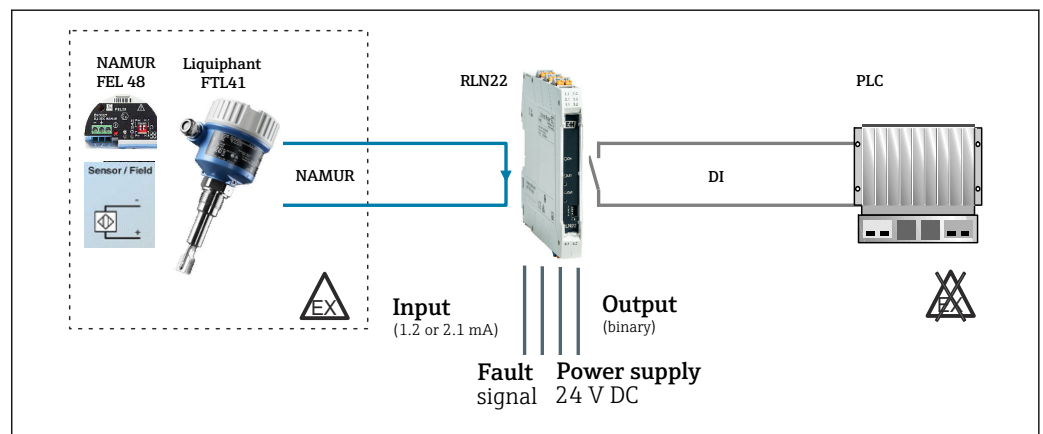 NAMUR
FEL 48
Liquiphant
FTL41
RLN22
PLC
Sensor / Field
-
+
NAMUR
DI
EX
EX
Input
(1.2 or 2.1 mA)
Output
(binary)
Fault
signal
Power supply
24 V DC
RLN22